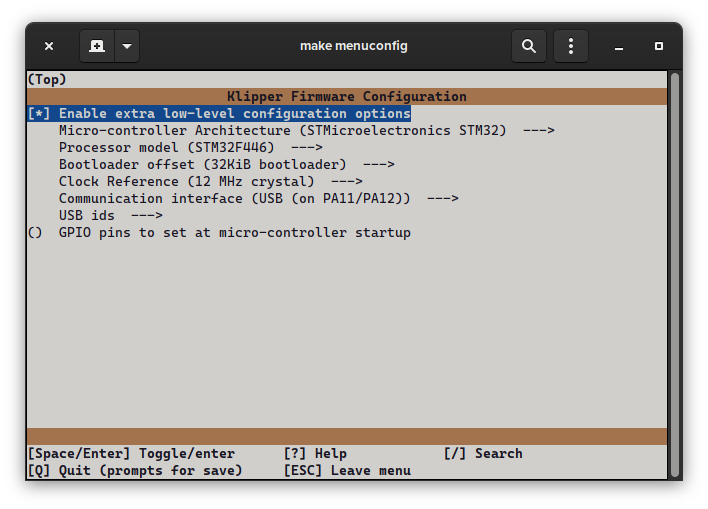 make menuconfig
(Top)
Klipper Firmware Configuration
[*] Enable extra low-level configuration options
Micro-controller Architecture (STMicroelectronics STM32)  --->
Processor model (STM32F446)  --->
Bootloader offset (32KiB bootloader)  --->
Clock Reference (12 MHz crystal)  --->
Communication interface (USB (on PA11/PA12))  --->
USB ids  --->
()  GPIO pins to set at micro-controller startup
[Space/Enter] Toggle/enter      [?] Help            [/] Search
[Q] Quit (prompts for save)     [ESC] Leave menu